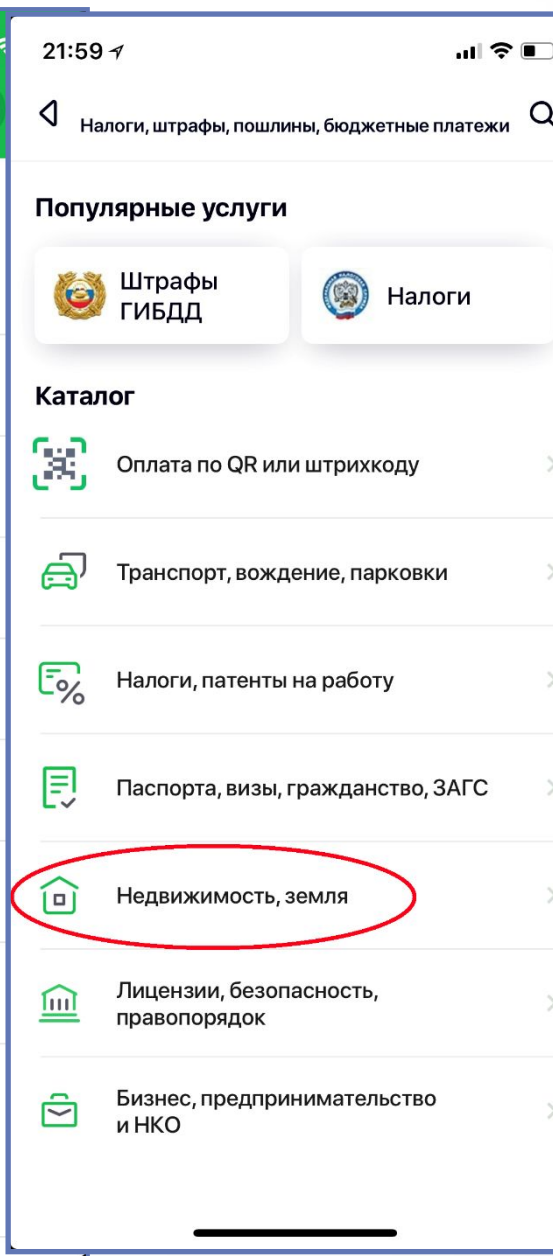 21:59
Налоги, штрафы, пошлины, бюджетные платежи
Популярные услуги
Штрафы
ГИБДД
Налоги
Каталог
Оплата по QR или штрихкоду
Транспорт, вождение, парковки
Налоги, патенты на работу
Паспорта, визы, гражданство, ЗАГС
Недвижимость, земля
Лицензии, безопасность,
правопорядок
Бизнес, предпринимательство
и НКО